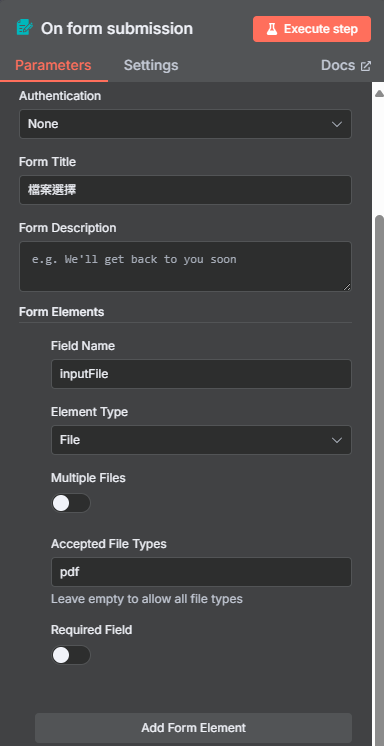 On form submission
Execute step
Parameters
Settings
Docs
Authentication
None
Form Title
檔案選擇
Form Description
e.g. We'll get back to you soon
Form Elements
Field Name
inputFile
Element Type
File
Multiple Files
Accepted File Types
pdf
Leave empty to allow all file types
Required Field
Add Form Element